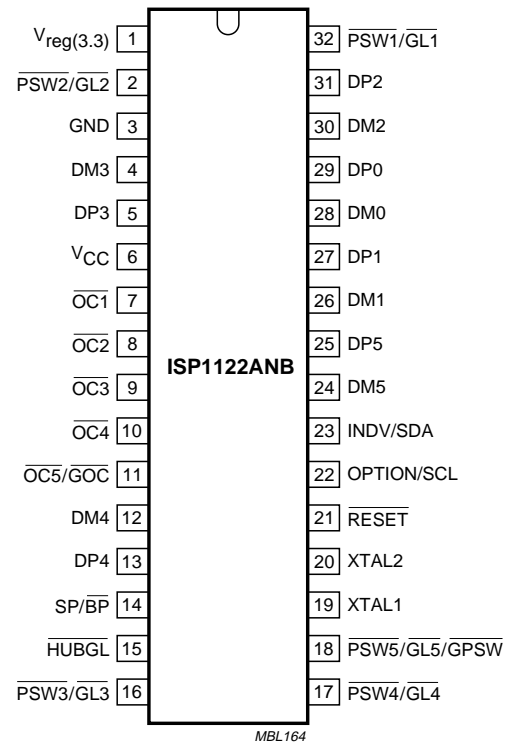 Vreg(3.3) 1
PSW2/GL2 2
GND 3
DM3 4
DP3 5
VCC 6
OC1 7
OC2 8
OC3 9
OC4 10
OC5/GOC 11
DM4 12
DP4 13
SP/BP 14
HUBGL 15
PSW3/GL3 16
ISP1122ANB
32 PSW1/GL1
31 DP2
30 DM2
29 DP0
28 DM0
27 DP1
26 DM1
25 DP5
24 DM5
23 INDV/SDA
22 OPTION/SCL
21 RESET
20 XTAL2
19 XTAL1
18 PSW5/GL5/GPSW
17 PSW4/GL4
MBL164